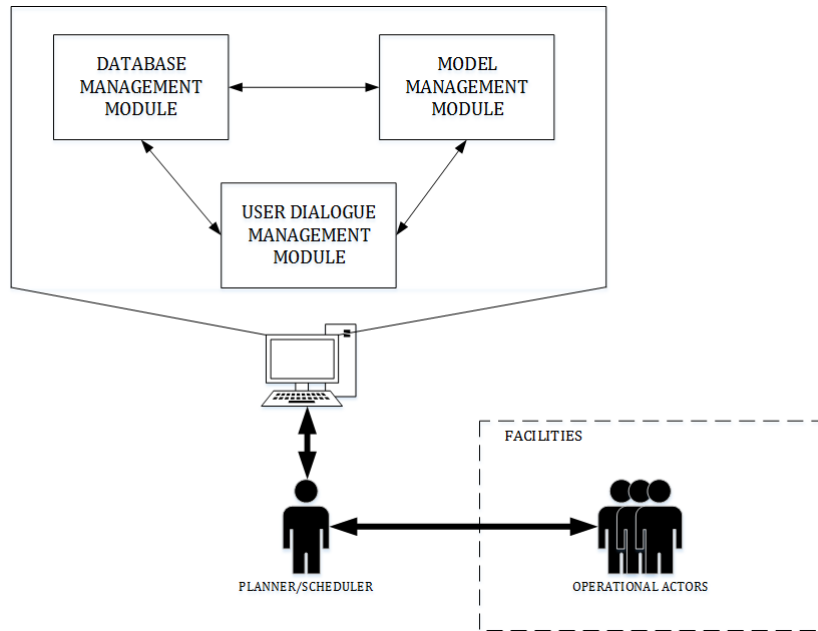 DATABASE
MANAGEMENT
MODULE
MODEL
MANAGEMENT
MODULE
USER DIALOGUE
MANAGEMENT
MODULE
FACILITIES
PLANNER/SCHEDULER
OPERATIONAL ACTORS